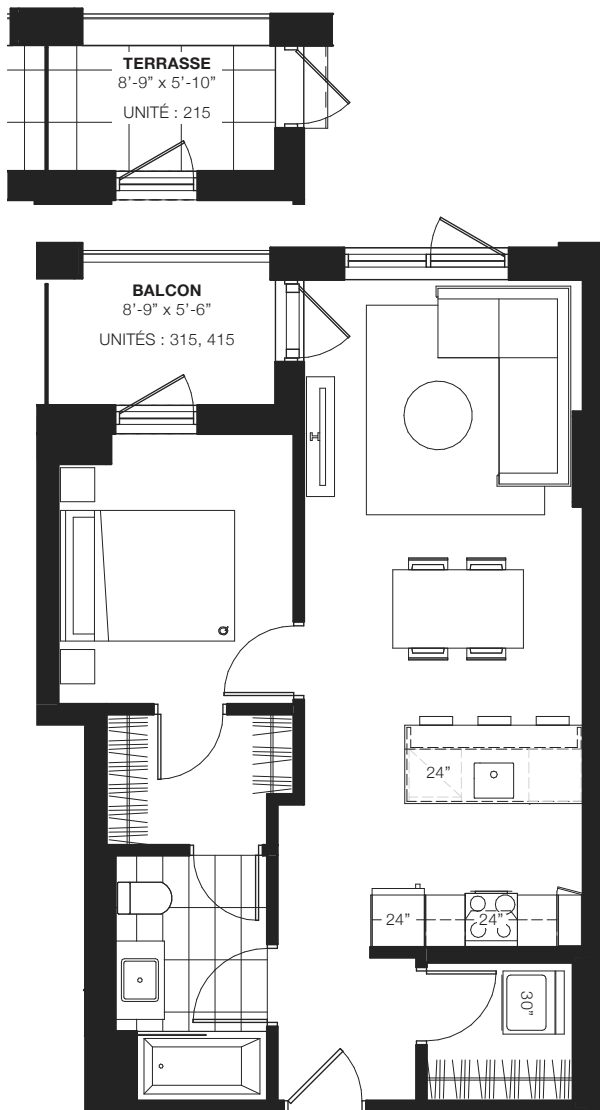 TERRASSE
8’-9” x 5’-10”
UNITÉ : 215
BALCON
8’-9” x 5’-6”
UNITÉS : 315, 415
Q
24”
24”
24”
30”